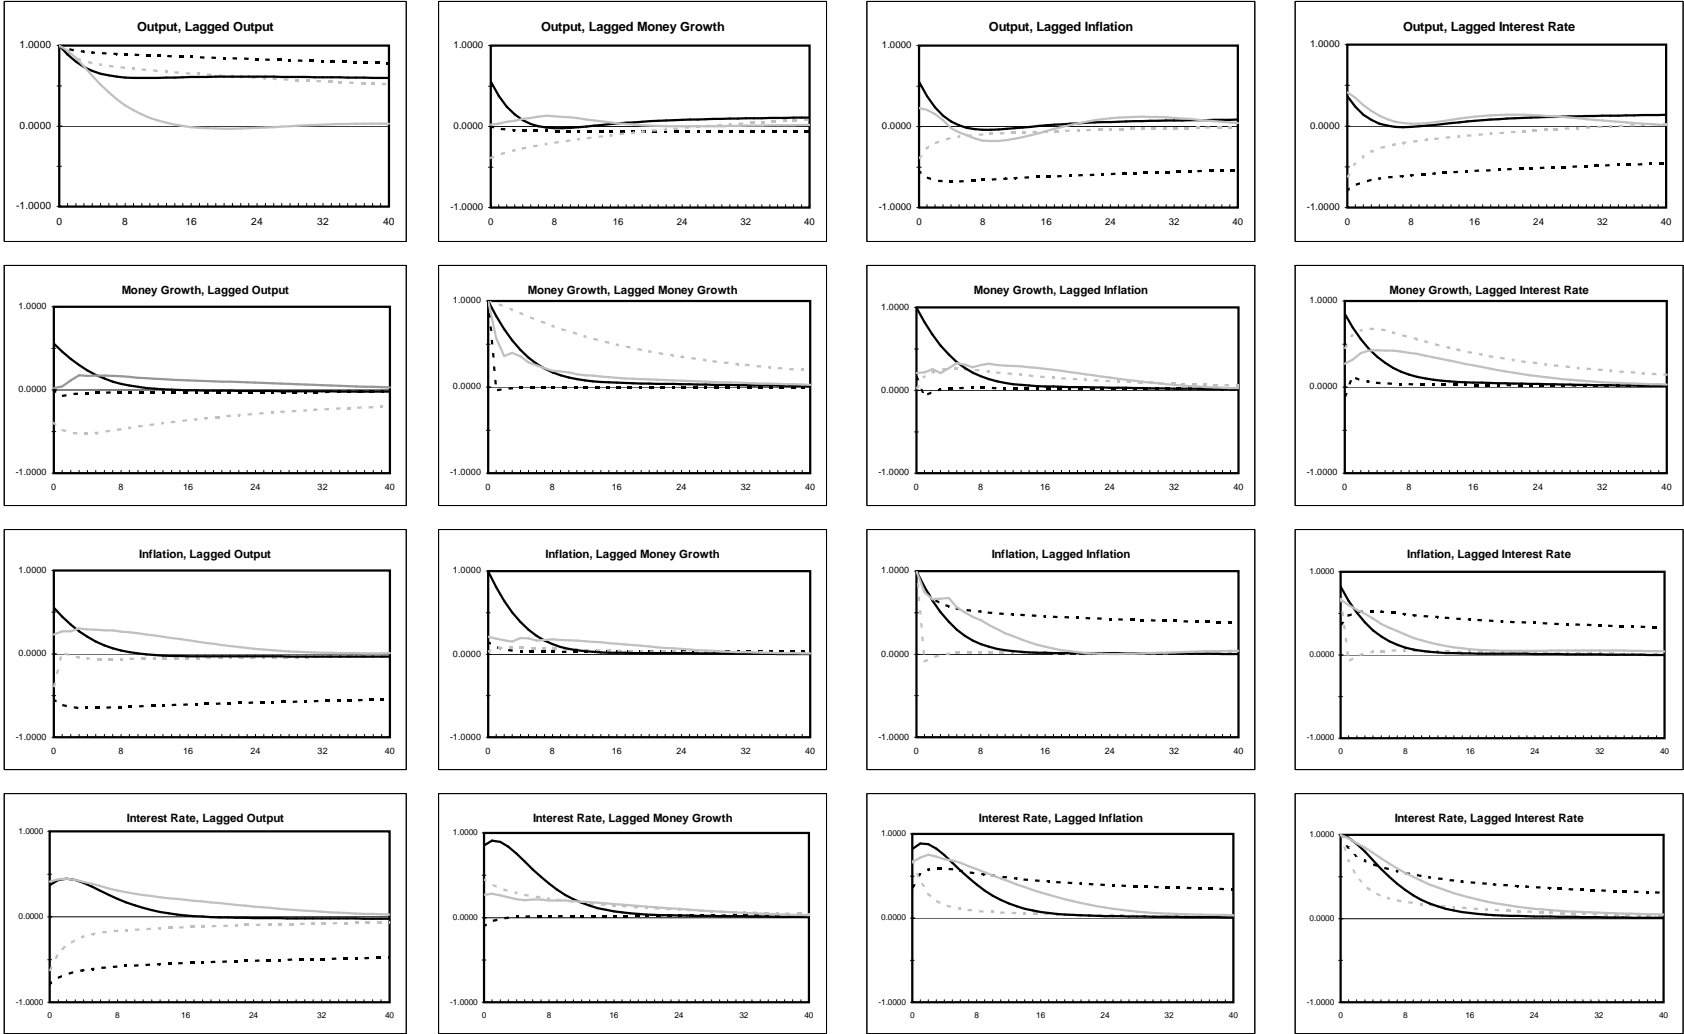 Output, Lagged Output
1.0000
0.0000
-1.0000
0 8 16 24 32 40
Output, Lagged Money Growth
1.0000
0.0000
-1.0000
0 8 16 24 32 40
Output, Lagged Inflation
1.0000
0.0000
-1.0000
0 8 16 24 32 40
Output, Lagged Interest Rate
1.0000
0.0000
-1.0000
0 8 16 24 32 40
Money Growth, Lagged Output
1.0000
0.0000
-1.0000
0 8 16 24 32 40
Money Growth, Lagged Money Growth
1.0000
0.0000
-1.0000
0 8 16 24 32 40
Money Growth, Lagged Inflation
1.0000
0.0000
-1.0000
0 8 16 24 32 40
Money Growth, Lagged Interest Rate
1.0000
0.0000
-1.0000
0 8 16 24 32 40
Inflation, Lagged Output
1.0000
0.0000
-1.0000
0 8 16 24 32 40
Inflation, Lagged Money Growth
1.0000
0.0000
-1.0000
0 8 16 24 32 40
Inflation, Lagged Inflation
1.0000
0.0000
-1.0000
0 8 16 24 32 40
Inflation, Lagged Interest Rate
1.0000
0.0000
-1.0000
0 8 16 24 32 40
Interest Rate, Lagged Output
1.0000
0.0000
-1.0000
0 8 16 24 32 40
Interest Rate, Lagged Money Growth
1.0000
0.0000
-1.0000
0 8 16 24 32 40
Interest Rate, Lagged Inflation
1.0000
0.0000
-1.0000
0 8 16 24 32 40
Interest Rate, Lagged Interest Rate
1.0000
0.0000
-1.0000
0 8 16 24 32 40